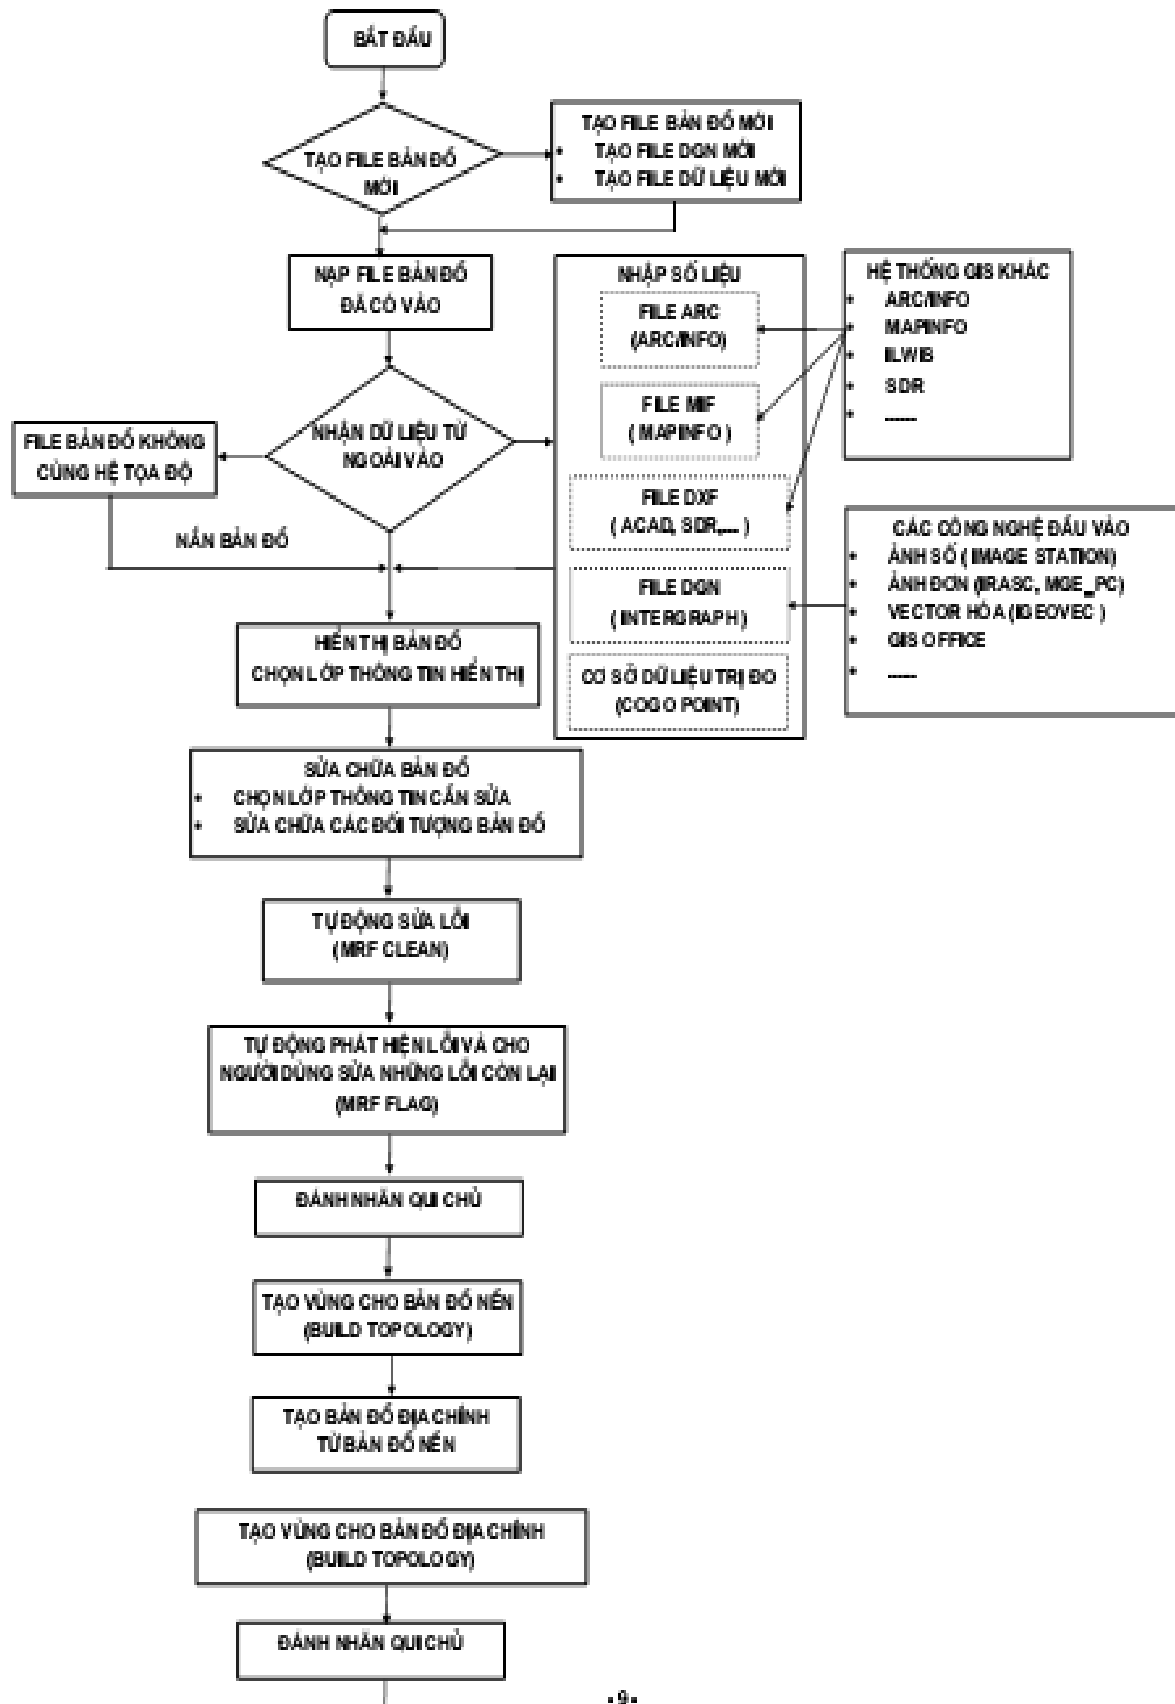 BẮT ĐẦU
TẠO FILE BẢN ĐỒ
MỚI
TẠO FILE BẢN ĐỒ MỚI
• TẠO FILE DGN MỚI
• TẠO FILE DỮ LIỆU MỚI
NẠP FILE BẢN ĐỒ
ĐÃ CÓ VÀO
NHẬN DỮ LIỆU TỪ
NGOÀI VÀO
FILE BẢN ĐỒ KHÔNG
CÙNG HỆ TỌA ĐỘ
NẮN BẢN ĐỒ
NHẬP SỐ LIỆU
FILE ARC
(ARC/INFO)
FILE MIF
( MAPINFO )
FILE DXF
( ACAD, SDR,.... )
FILE DGN
( INTERGRAPH )
CƠ SỞ DỮ LIỆU TRỊ ĐO
(COGO POINT)
HỆ THỐNG GIS KHÁC
• ARC/INFO
• MAPINFO
• ILWIB
• SDR
• ......
CÁC CÔNG NGHỆ ĐẦU VÀO
• ẢNH SỐ ( IMAGE STATION)
• ẢNH ĐƠN (IRASC, MGE_PC)
• VECTOR HÓA (IGEOVEC )
• GIS OFFICE
• ......
HIỂN THỊ BẢN ĐỒ
CHỌN LỚP THÔNG TIN HIỂN THỊ
SỬA CHỮA BẢN ĐỒ
• CHỌN LỚP THÔNG TIN CẦN SỬA
• SỬA CHỮA CÁC ĐỐI TƯỢNG BẢN ĐỒ
TỰ ĐỘNG SỬA LỖI
(MRF CLEAN)
TỰ ĐỘNG PHÁT HIỆN LỖI VÀ CHO
NGƯỜI DÙNG SỬA NHỮNG LỖI CÒN LẠI
(MRF FLAG)
ĐÁNH NHÃN QUI CHỦ
TẠO VÙNG CHO BẢN ĐỒ NỀN
(BUILD TOPOLOGY)
TẠO BẢN ĐỒ ĐỊA CHÍNH
TỪ BẢN ĐỒ NỀN
TẠO VÙNG CHO BẢN ĐỒ ĐỊA CHÍNH
(BUILD TOPOLOGY)
ĐÁNH NHÃN QUI CHỦ
- 9 -